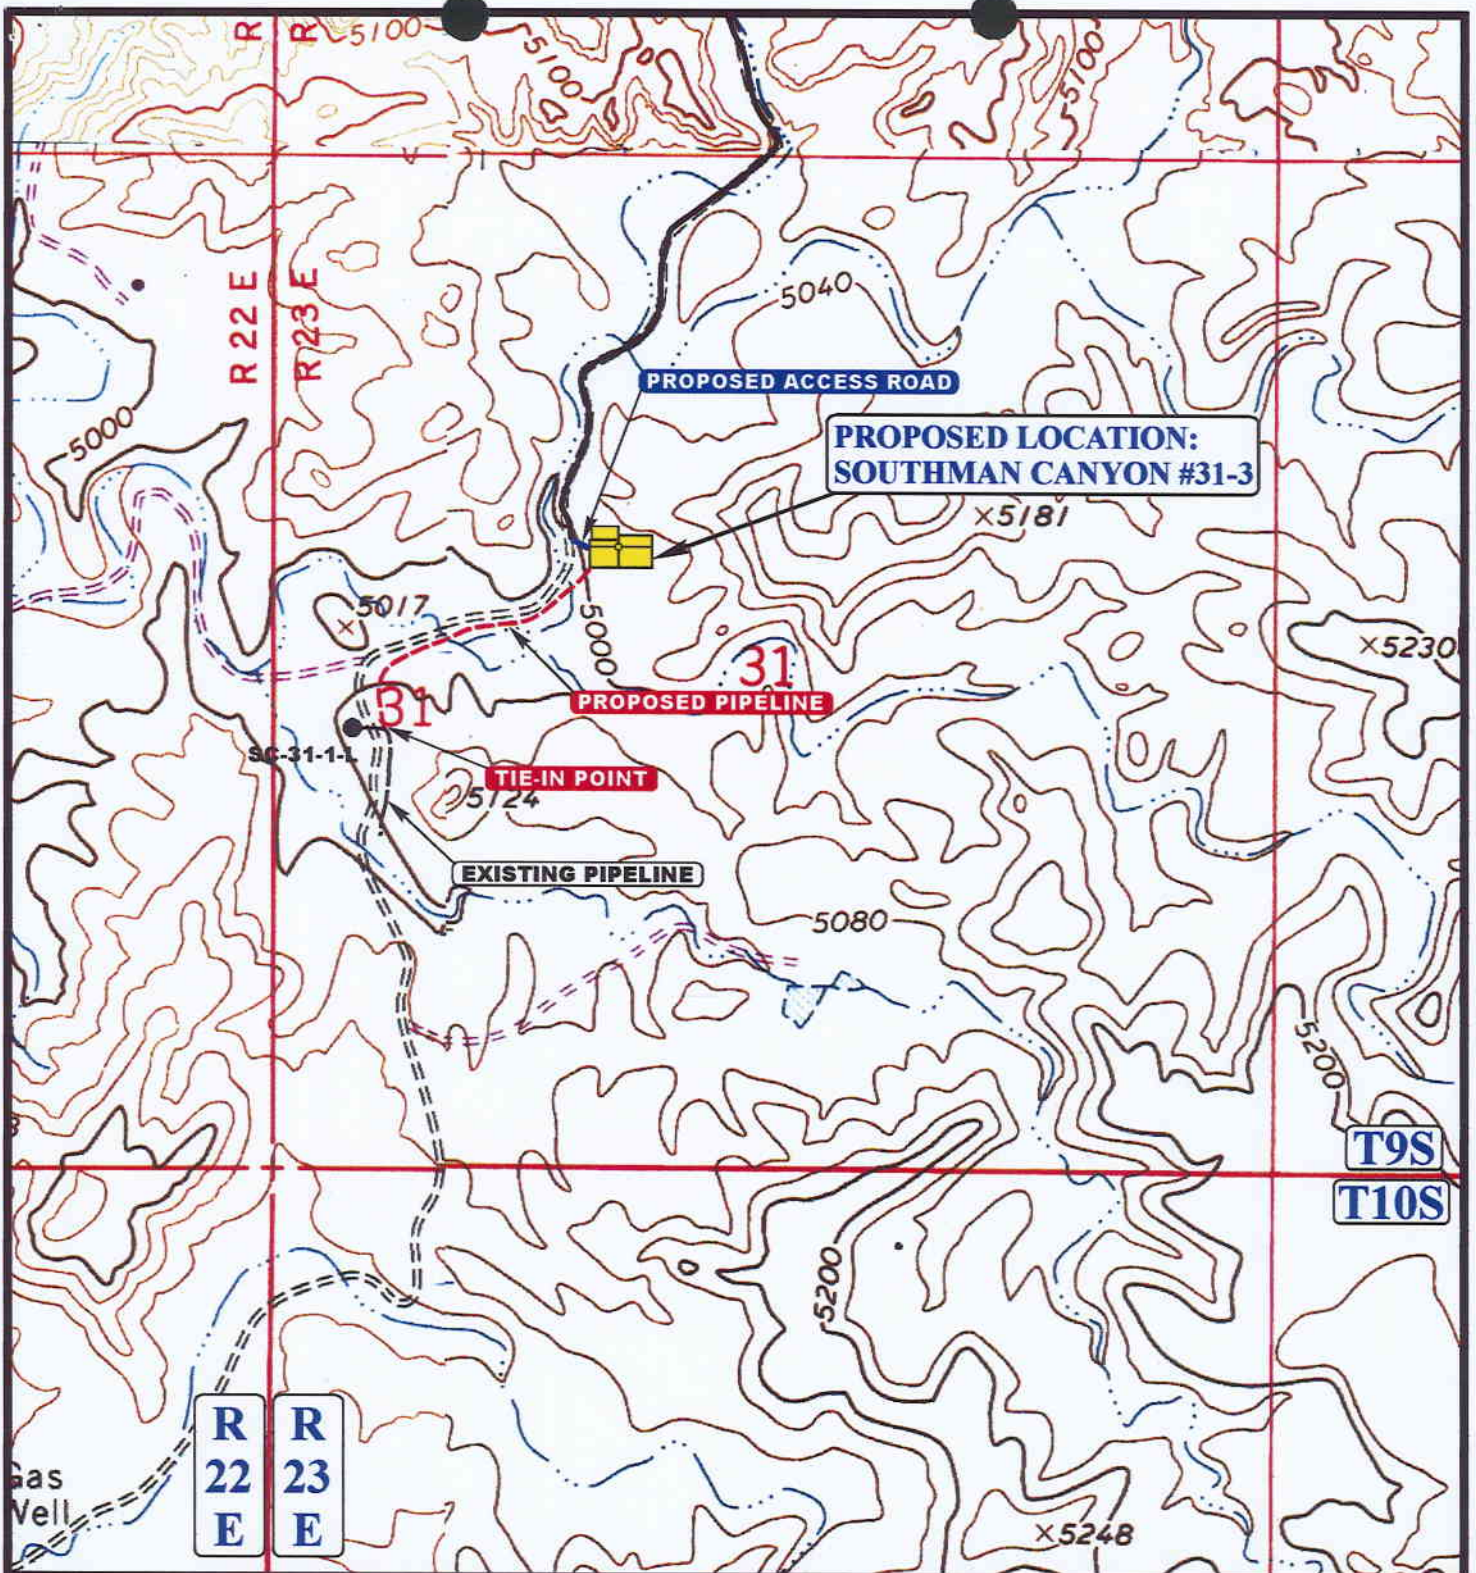 R
R
5100
5100
5100
R 22 E
R 23 E
5040
PROPOSED ACCESS ROAD
5000
PROPOSED LOCATION:
SOUTHMAN CANYON #31-3
×5181
5017
5000
×5230
31
PROPOSED PIPELINE
31
SC-31-1-L
TIE-IN POINT
5124
EXISTING PIPELINE
5080
5200
T9S
T10S
5200
R
22
E
R
23
E
Gas
Well
×5248